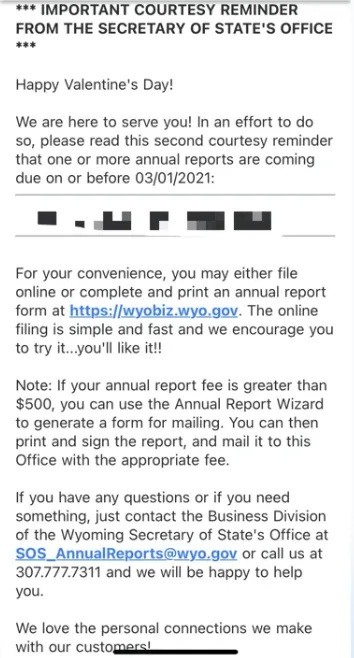 *** IMPORTANT COURTESY REMINDER
FROM THE SECRETARY OF STATE'S OFFICE
***
Happy Valentine's Day!
We are here to serve you! In an effort to do
so, please read this second courtesy reminder
that one or more annual reports are coming
due on or before 03/01/2021:
For your convenience, you may either file
online or complete and print an annual report
form at https://wyobiz.wyo.gov. The online
filing is simple and fast and we encourage you
to try it...you'll like it!!
Note: If your annual report fee is greater than
$500, you can use the Annual Report Wizard
to generate a form for mailing. You can then
print and sign the report, and mail it to this
Office with the appropriate fee.
If you have any questions or if you need
something, just contact the Business Division
of the Wyoming Secretary of State's Office at
SOS_AnnualReports@wyo.gov or call us at
307.777.7311 and we will be happy to help
you.
We love the personal connections we make
with our customers!